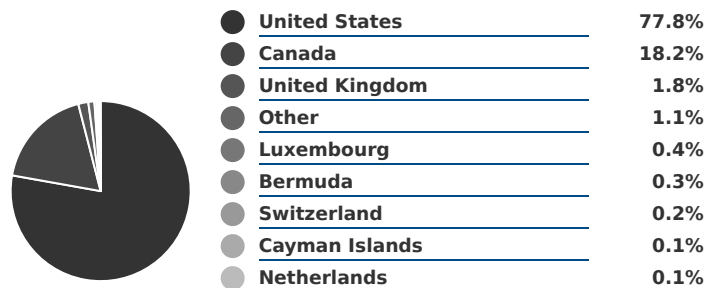 United States 77.8%
Canada 18.2%
United Kingdom 1.8%
Other 1.1%
Luxembourg 0.4%
Bermuda 0.3%
Switzerland 0.2%
Cayman Islands 0.1%
Netherlands 0.1%